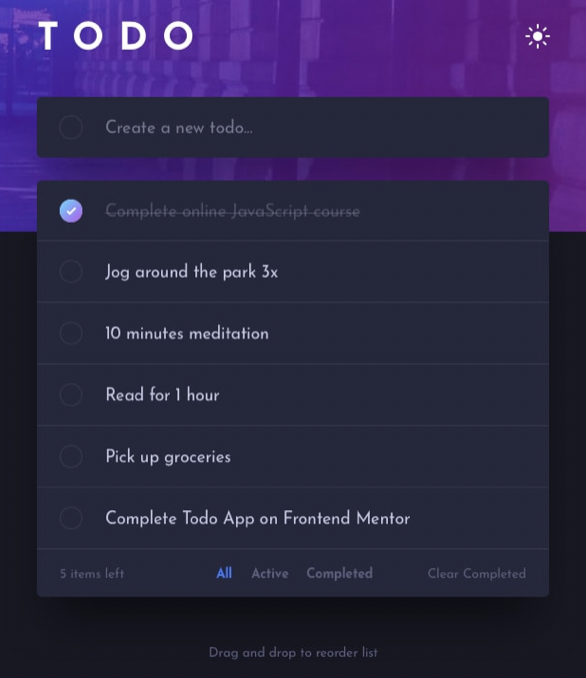 TODO
Create a new todo...
Complete online JavaScript course
Jog around the park 3x
10 minutes meditation
Read for 1 hour
Pick up groceries
Complete Todo App on Frontend Mentor
5 items left All Active Completed Clear Completed
Drag and drop to reorder list